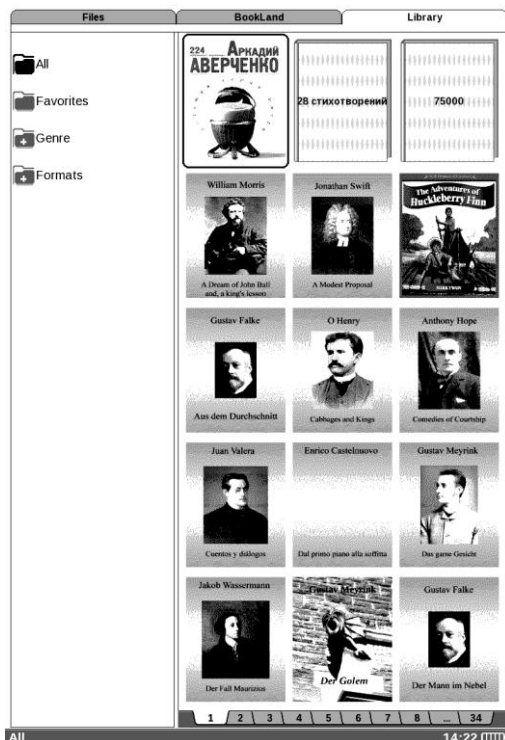 Files
BookLand
Library
All
Favorites
Genre
Formats
224 Аркадий
АВЕРЧЕНКО
28 стихотворений
75000
William Morris
A Dream of John Ball
and, a king's lesson
Jonathan Swift
A Modest Proposal
The Adventures of
Huckleberry Finn
MARK TWAIN
Gustav Falke
Aus dem Durchschnitt
O Henry
Cabbages and Kings
Anthony Hope
Comedies of Courtship
Juan Valera
Cuentos y diálogos
Enrico Castelnuovo
Dal primo piano alla soffitta
Gustav Meyrink
Das ganze Gesicht
Jakob Wassermann
Der Fall Maurizius
Gustav Meyrink
Der Golem
Gustav Falke
Der Mann im Nebel
1 2 3 4 5 6 7 8 ... 34
All
14:22